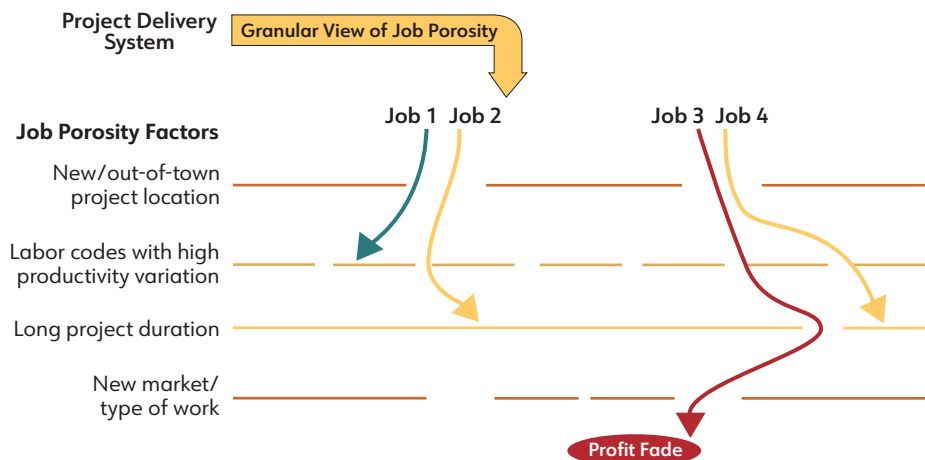 Project Delivery
System
Granular View of Job Porosity
Job 1 Job 2
Job 3 Job 4
Job Porosity Factors
New/out-of-town
project location
Labor codes with high
productivity variation
Long project duration
New market/
type of work
Profit Fade